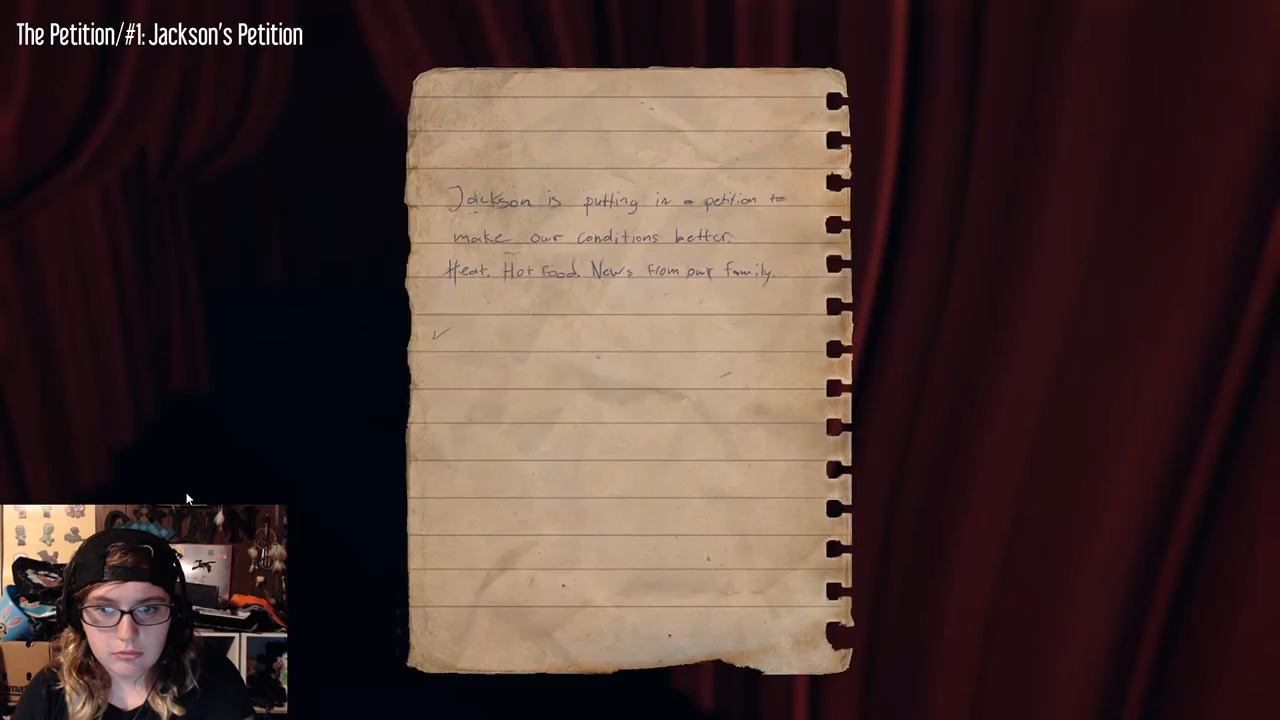 The Petition/#1: Jackson's Petition
Jackson is putting in a petition to
make our conditions better.
Heat. Hot Food. News from our family.